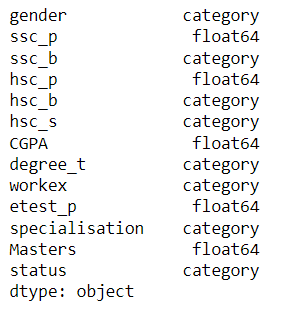 gender category
ssc_p float64
ssc_b category
hsc_p float64
hsc_b category
hsc_s category
CGPA float64
degree_t category
workex category
etest_p float64
specialisation category
Masters float64
status category
dtype: object